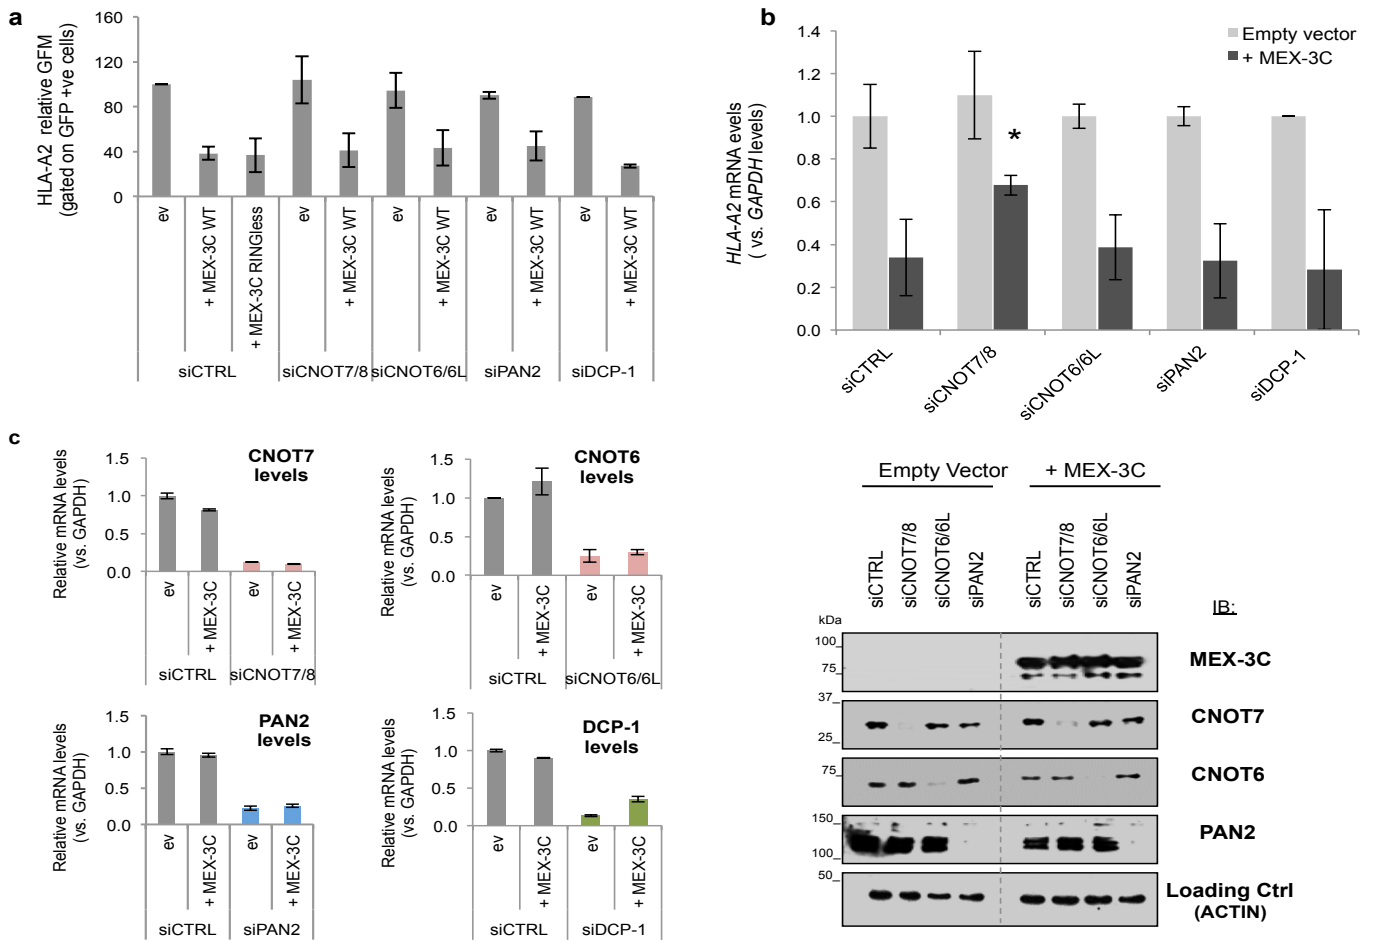 a
HLA-A2 relative GFM
(gated on GFP +ve cells)
160
120
80
40
0
ev
+ MEX-3C WT
+ MEX-3C RINGless
ev
+ MEX-3C WT
ev
+ MEX-3C WT
ev
+ MEX-3C WT
ev
+ MEX-3C WT
siCTRL
siCNOT7/8
siCNOT6/6L
siPAN2
siDCP-1
b
HLA-A2 mRNA evels
( vs. GAPDH levels)
1.4
1.2
1.0
0.8
0.6
0.4
0.2
0.0
Empty vector
+ MEX-3C
*
siCTRL
siCNOT7/8
siCNOT6/6L
siPAN2
siDCP-1
c
Relative mRNA levels
(vs. GAPDH)
1.5
1.0
0.5
0.0
CNOT7
levels
ev
+ MEX-3C
ev
+ MEX-3C
siCTRL
siCNOT7/8
Relative mRNA levels
(vs. GAPDH)
1.5
1.0
0.5
0.0
CNOT6
levels
ev
+ MEX-3C
ev
+ MEX-3C
siCTRL
siCNOT6/6L
Relative mRNA levels
(vs. GAPDH)
1.5
1.0
0.5
0.0
PAN2
levels
ev
+ MEX-3C
ev
+ MEX-3C
siCTRL
siPAN2
Relative mRNA levels
(vs. GAPDH)
1.5
1.0
0.5
0.0
DCP-1
levels
ev
+ MEX-3C
ev
+ MEX-3C
siCTRL
siDCP-1
Empty Vector
+ MEX-3C
siCTRL
siCNOT7/8
siCNOT6/6L
siPAN2
siCTRL
siCNOT7/8
siCNOT6/6L
siPAN2
IB:
kDa
100
75
MEX-3C
37
25
CNOT7
75
CNOT6
150
100
PAN2
50
Loading Ctrl
(ACTIN)